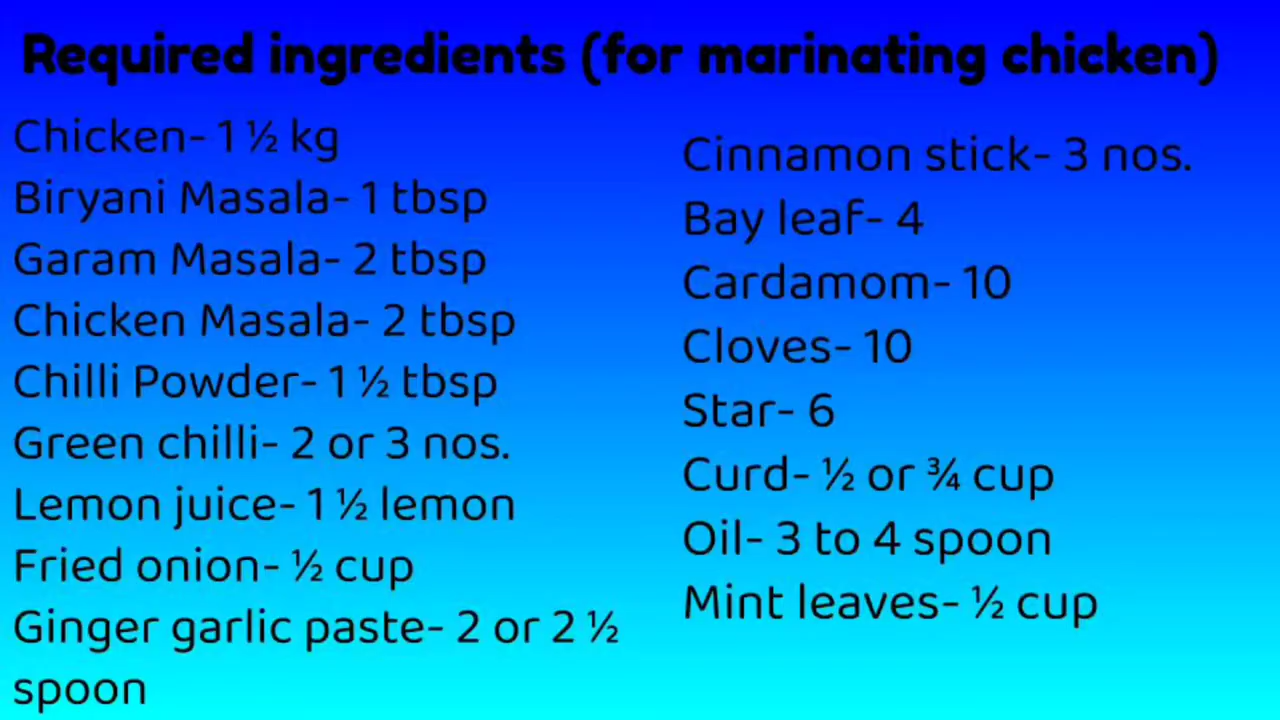 Required ingredients (for marinating chicken)
Chicken- 1 ½ kg
Biryani Masala- 1 tbsp
Garam Masala- 2 tbsp
Chicken Masala- 2 tbsp
Chilli Powder- 1 ½ tbsp
Green chilli- 2 or 3 nos.
Lemon juice- 1 ½ lemon
Fried onion- ½ cup
Ginger garlic paste- 2 or 2 ½
spoon
Cinnamon stick- 3 nos.
Bay leaf- 4
Cardamom- 10
Cloves- 10
Star- 6
Curd- ½ or ¾ cup
Oil- 3 to 4 spoon
Mint leaves- ½ cup